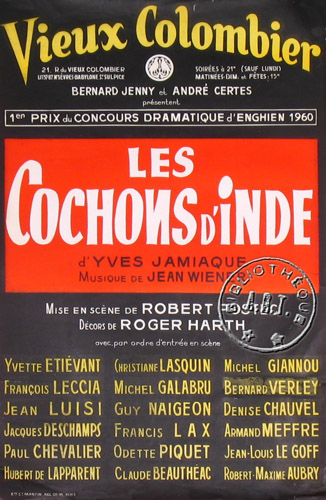 Vieux Colombier
21. R du VIEUX COLOMBIER
SOIRÉES à 21H (SAUF LUNDI)
MATINÉES: DIM. et FÊTES: 15H
BERNARD JENNY et ANDRÉ CERTES
présentent
1er PRIX du CONCOURS DRAMATIQUE d'ENGHIEN 1960
LES
COCHONS D'INDE
d'YVES JAMIAQUE
MUSIQUE de JEAN WIENER
MISE en SCÈNE de ROBERT
DÉCORS de ROGER HARTH
BIBLIOTHÈQUE
A.R.T.
avec, par ordre d'entrée en scène
YVETTE ETIÉVANT CHRISTIANE LASQUIN MICHEL GIANNOU
FRANÇOIS LECCIA MICHEL GALABRU BERNARD VERLEY
JEAN LUISI GUY NAIGEON DENISE CHAUVEL
JACQUES DESCHAMPS FRANCIS LAX ARMAND MEFFRE
PAUL CHEVALIER ODETTE PIQUET JEAN-LOUIS LE GOFF
HUBERT DE LAPPARENT CLAUDE BEAUTHÉAC ROBERT-MAXIME AUBRY